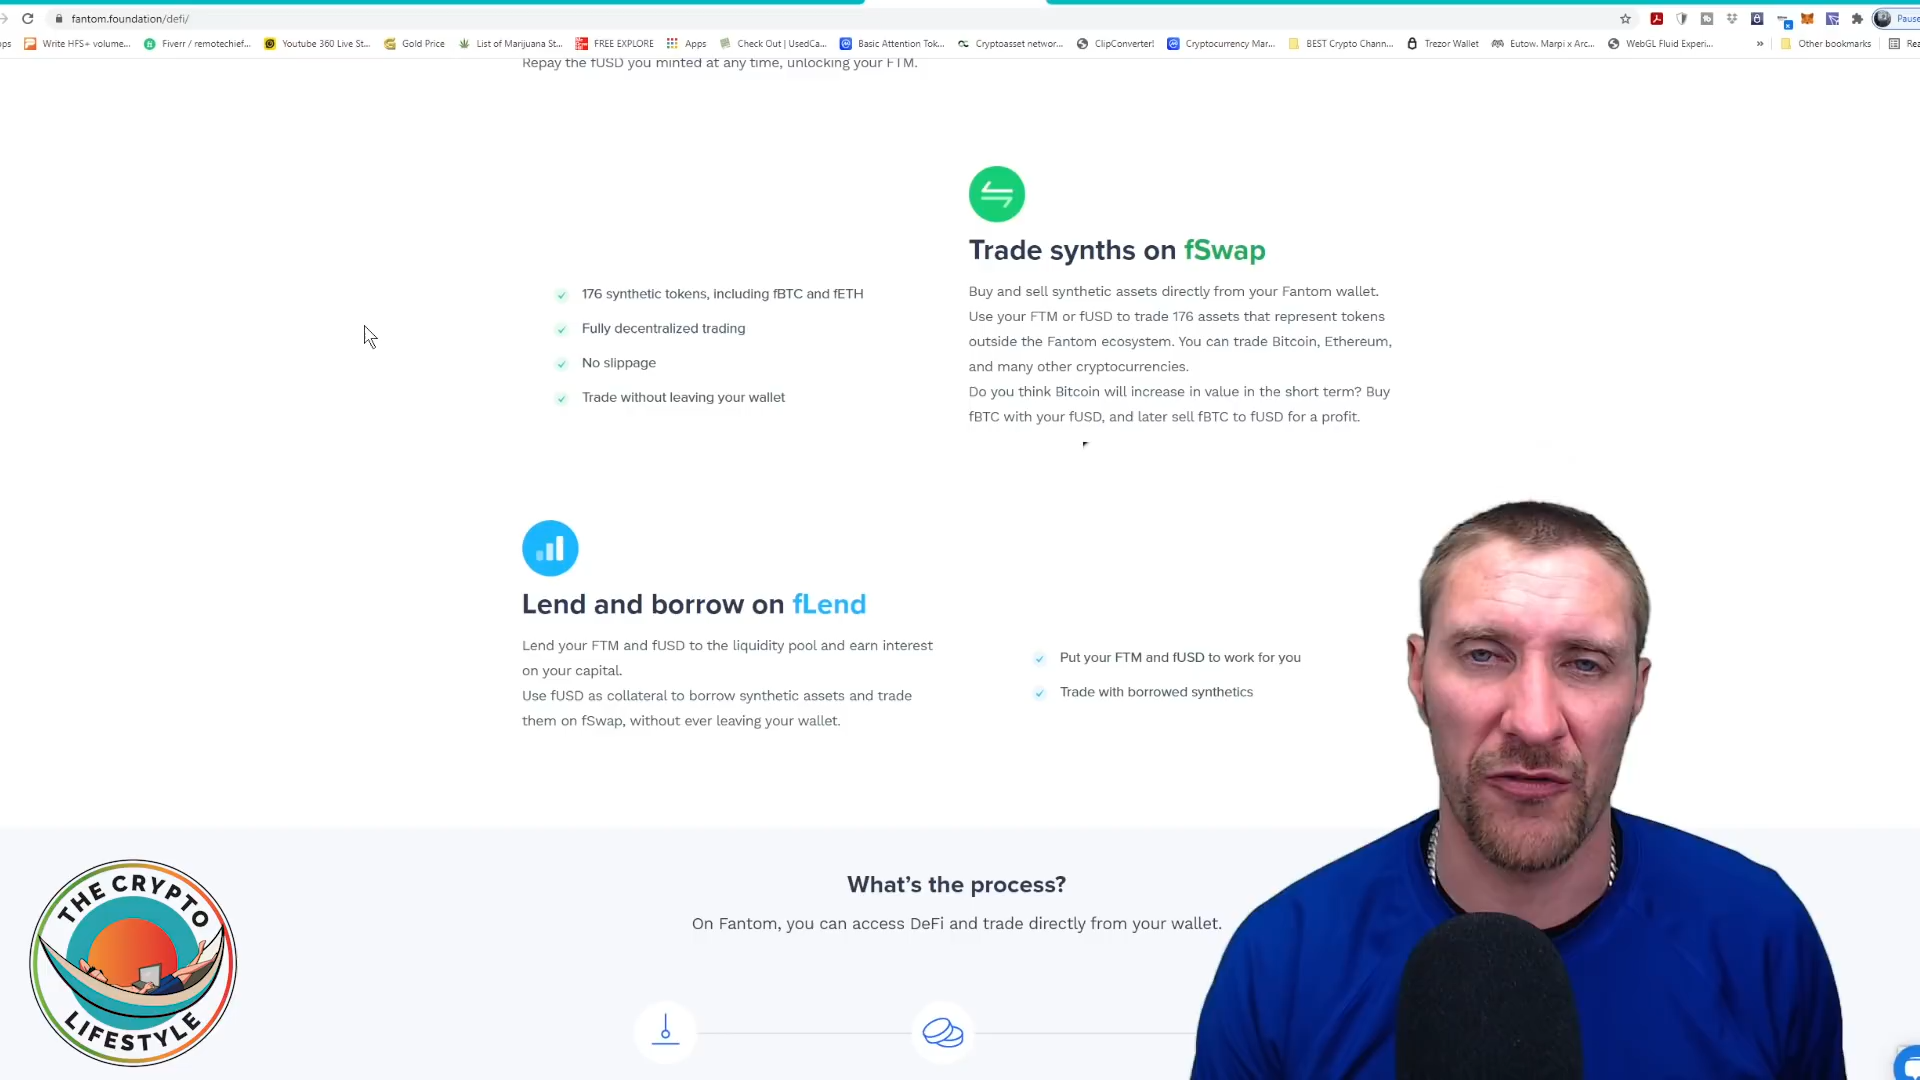 fantom.foundation/defi/
Pause
ps
Write HFS+ volume...
Fiverr / remotechief...
Youtube 360 Live St...
Gold Price
List of Marijuana St...
FREE EXPLORE
Apps
Check Out | UsedCa...
Basic Attention Tok...
Cryptoasset networ...
ClipConverter!
Cryptocurrency Mar...
BEST Crypto Chann...
Trezor Wallet
Eutow. Marpi x Arc...
WebGL Fluid Experi...
»
Other bookmarks
Rea
Repay the fUSD you minted at any time, unlocking your FTM.
176 synthetic tokens, including fBTC and fETH
Fully decentralized trading
No slippage
Trade without leaving your wallet
Trade synths on fSwap
Buy and sell synthetic assets directly from your Fantom wallet.
Use your FTM or fUSD to trade 176 assets that represent tokens
outside the Fantom ecosystem. You can trade Bitcoin, Ethereum,
and many other cryptocurrencies.
Do you think Bitcoin will increase in value in the short term? Buy
fBTC with your fUSD, and later sell fBTC to fUSD for a profit.
Lend and borrow on fLend
Lend your FTM and fUSD to the liquidity pool and earn interest
on your capital.
Use fUSD as collateral to borrow synthetic assets and trade
them on fSwap, without ever leaving your wallet.
Put your FTM and fUSD to work for you
Trade with borrowed synthetics
What's the process?
On Fantom, you can access DeFi and trade directly from your wallet.
THE CRYPTO
LIFESTYLE